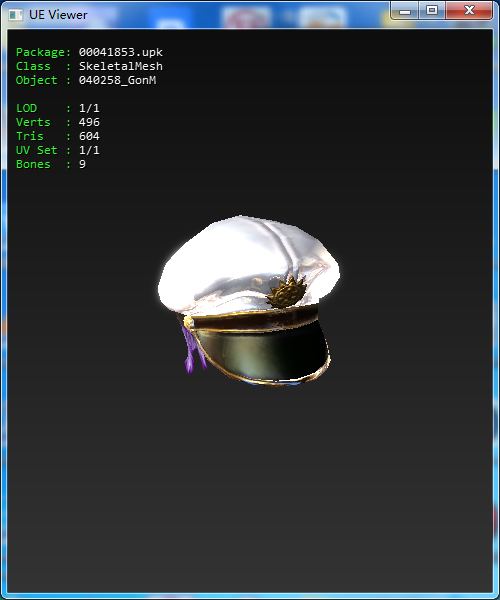 UE Viewer
Package: 00041853.upk
Class : SkeletalMesh
Object : 040258_GonM
LOD : 1/1
Verts : 496
Tris : 604
UV Set : 1/1
Bones : 9